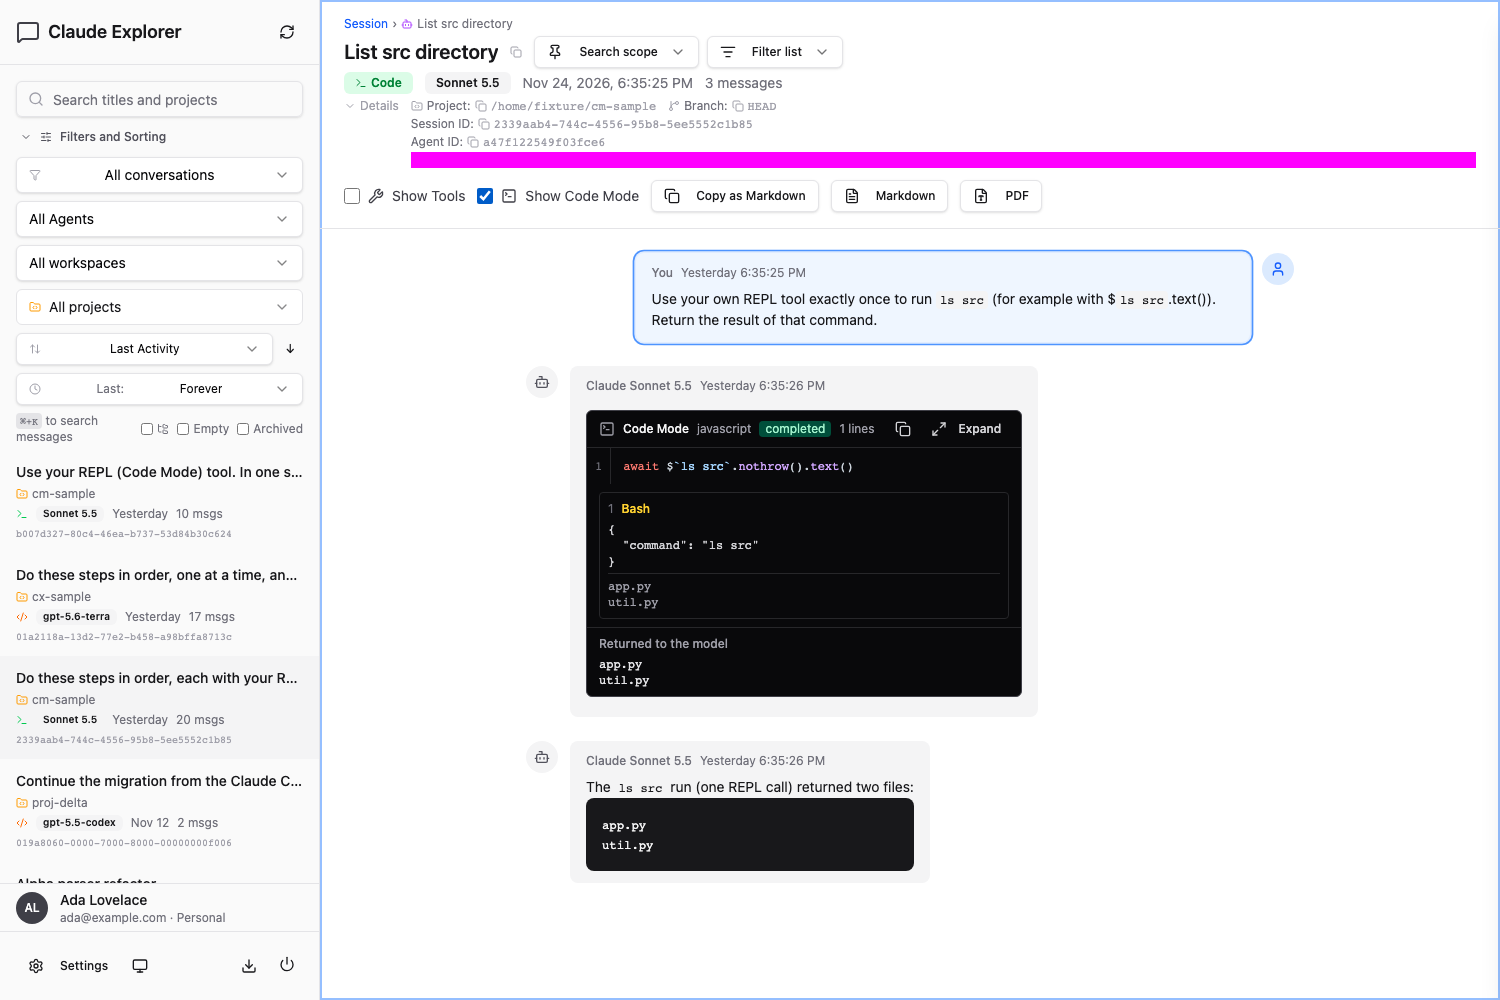 Claude Explorer
Search titles and projects
Filters and Sorting
All conversations
All Agents
All workspaces
All projects
Last Activity
Last: Forever
⌘+K to search messages
Empty
Archived
Use your REPL (Code Mode) tool. In one s...
cm-sample
Sonnet 5.5 Yesterday 10 msgs
b007d327-80c4-46ea-b737-53d84b30c624
Do these steps in order, one at a time, an...
cx-sample
gpt-5.6-terra Yesterday 17 msgs
01a2118a-13d2-77e2-b458-a98bffa8713c
Do these steps in order, each with your R...
cm-sample
Sonnet 5.5 Yesterday 20 msgs
2339aab4-744c-4556-95b8-5ee5552c1b85
Continue the migration from the Claude C...
proj-delta
gpt-5.5-codex Nov 12 2 msgs
019a8060-0000-7000-8000-00000000f006
Alpha parser refactor
AL
Ada Lovelace
ada@example.com · Personal
Settings
Session › List src directory
List src directory
Search scope
Filter list
Code Sonnet 5.5 Nov 24, 2026, 6:35:25 PM 3 messages
Details Project: /home/fixture/cm-sample Branch: HEAD
Session ID: 2339aab4-744c-4556-95b8-5ee5552c1b85
Agent ID: a47f122549f03fce6
Show Tools
Show Code Mode
Copy as Markdown
Markdown
PDF
You Yesterday 6:35:25 PM
Use your own REPL tool exactly once to run ls src (for example with $ ls src .text()).
Return the result of that command.
Claude Sonnet 5.5 Yesterday 6:35:26 PM
Code Mode javascript completed 1 lines Expand
1 await $`ls src`.nothrow().text()
1 Bash
{
"command": "ls src"
}
app.py
util.py
Returned to the model
app.py
util.py
Claude Sonnet 5.5 Yesterday 6:35:26 PM
The ls src run (one REPL call) returned two files:
app.py
util.py